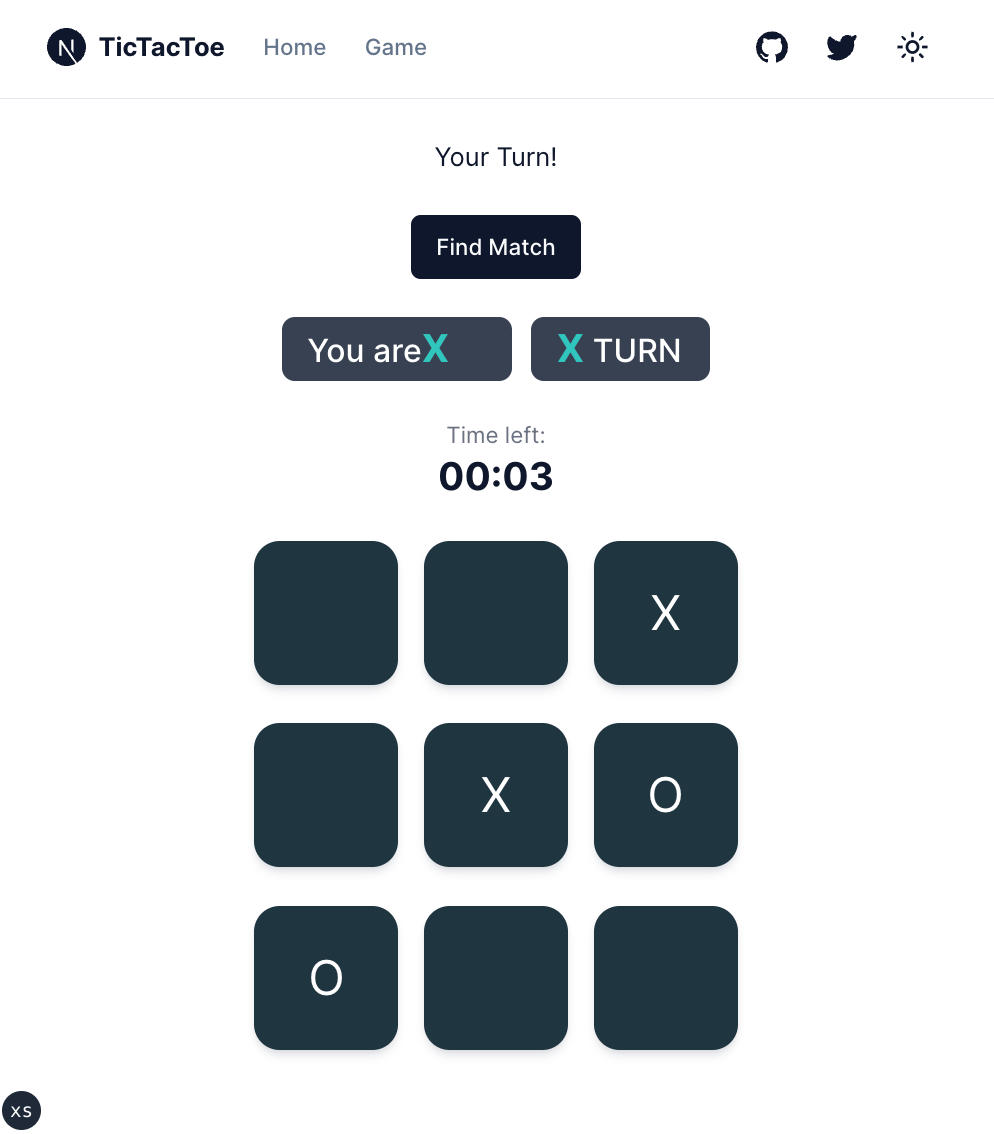 N TicTacToe Home Game
Your Turn!
Find Match
You areX X TURN
Time left:
00:03
X
X O
O
xs